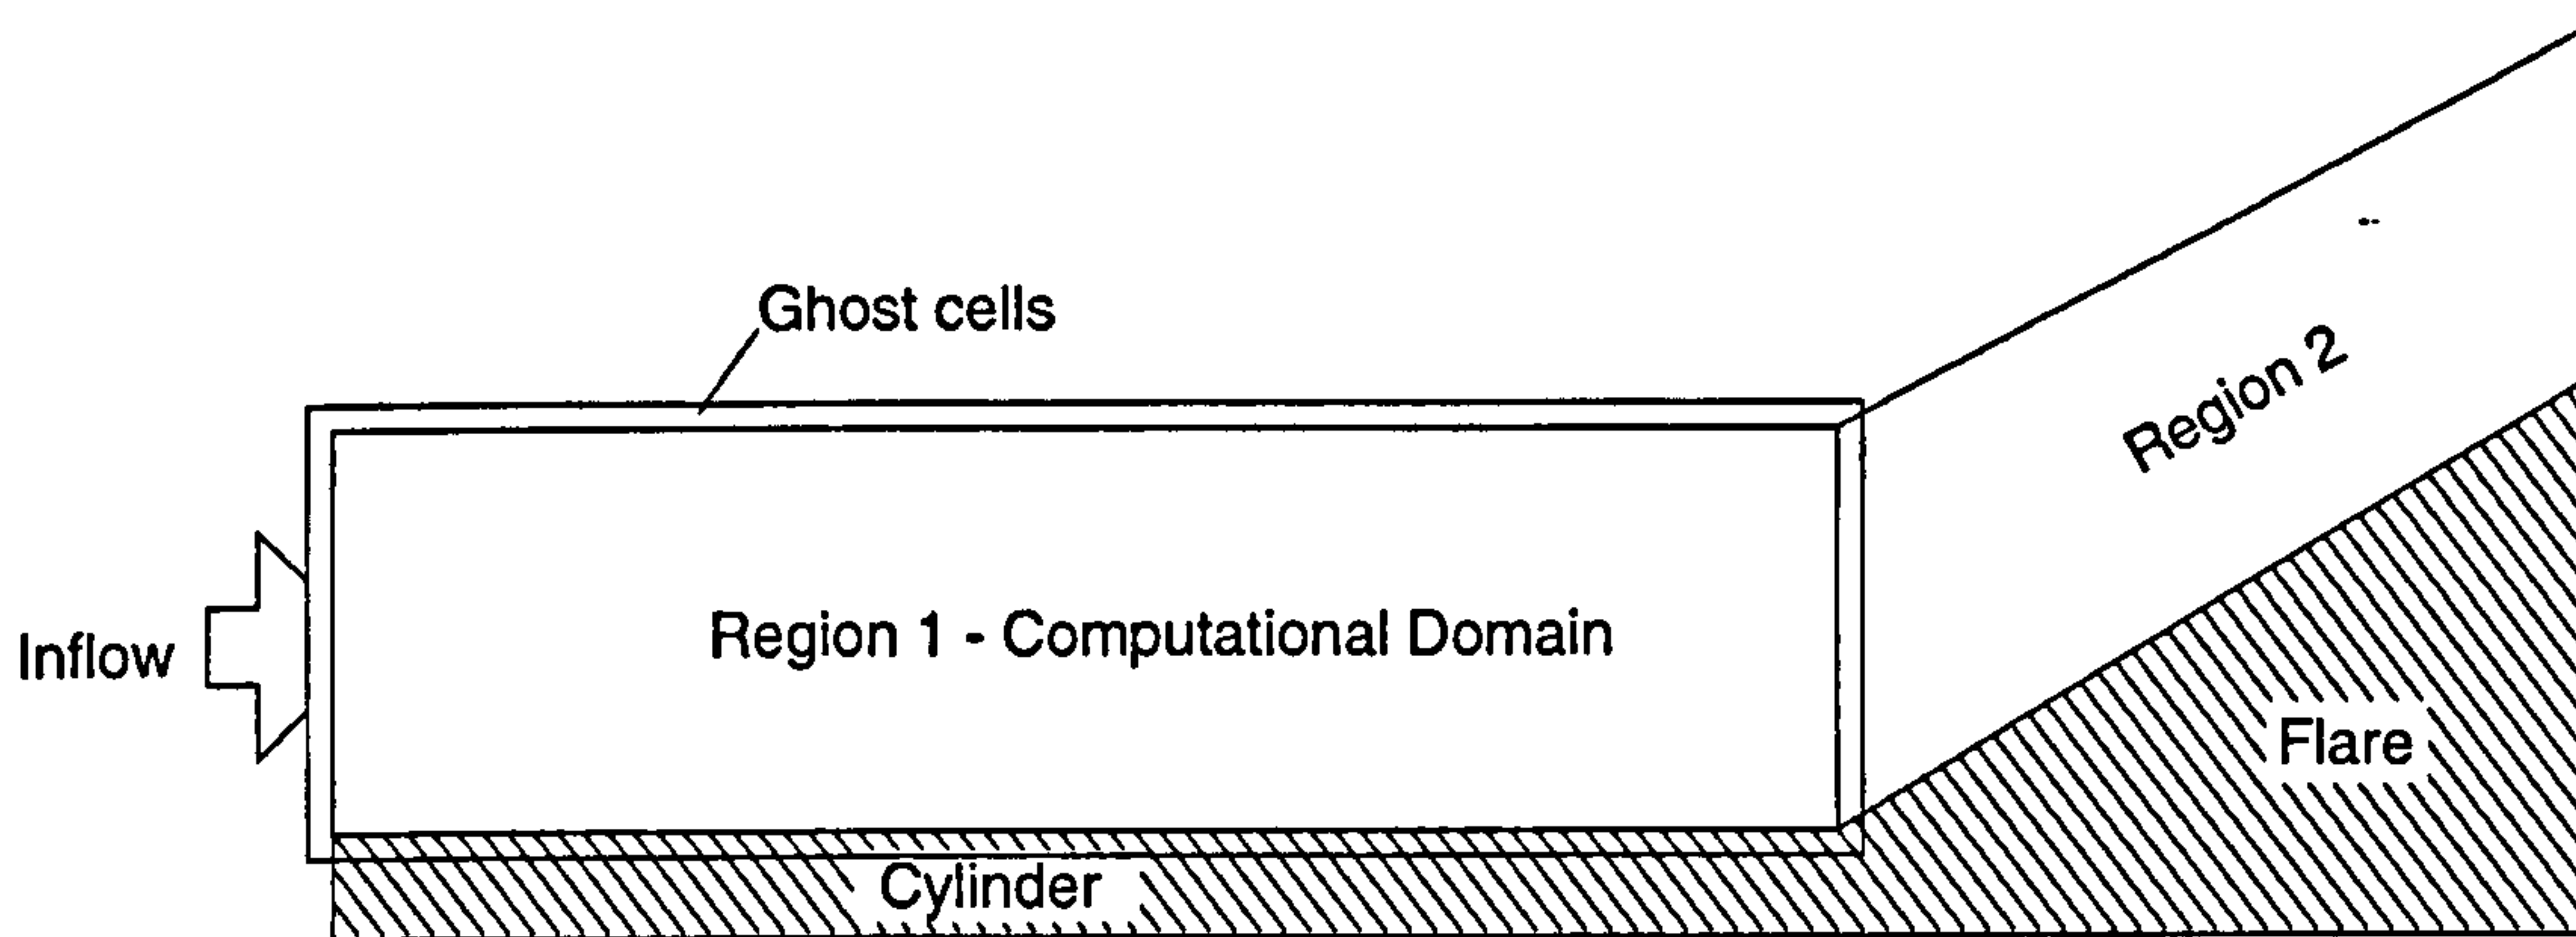 Ghost cells
Region 2
Inflow
Region 1 - Computational Domain
Flare
Cylinder